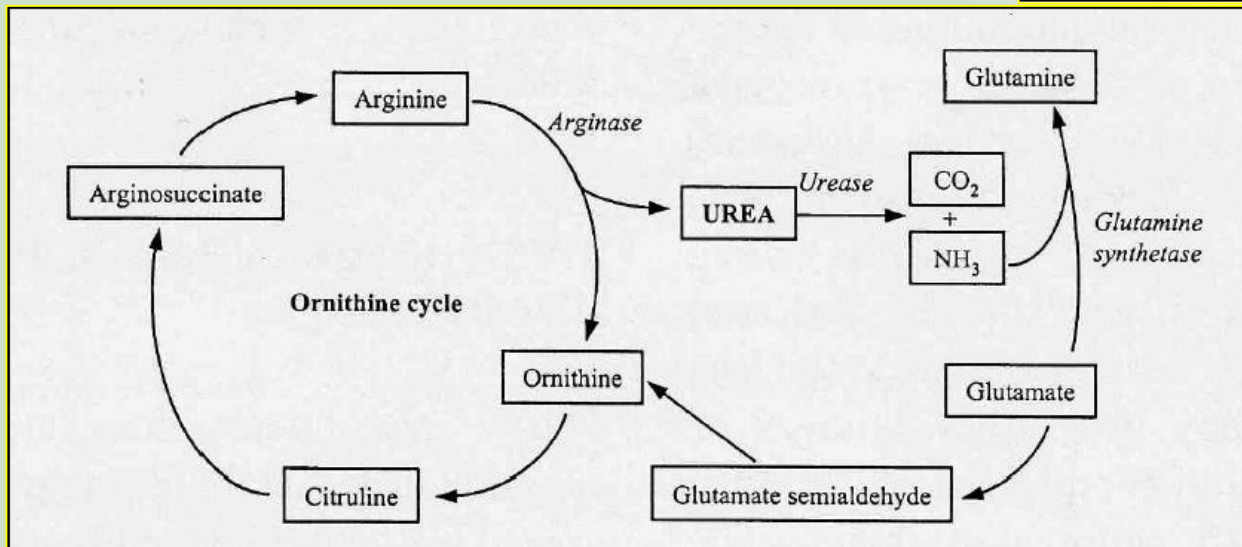 Glutamine
Arginine
Arginase
Arginosuccinate
Urease
CO₂
UREA
+
Glutamine
synthetase
NH₃
Ornithine cycle
Ornithine
Glutamate
Citruline
Glutamate semialdehyde